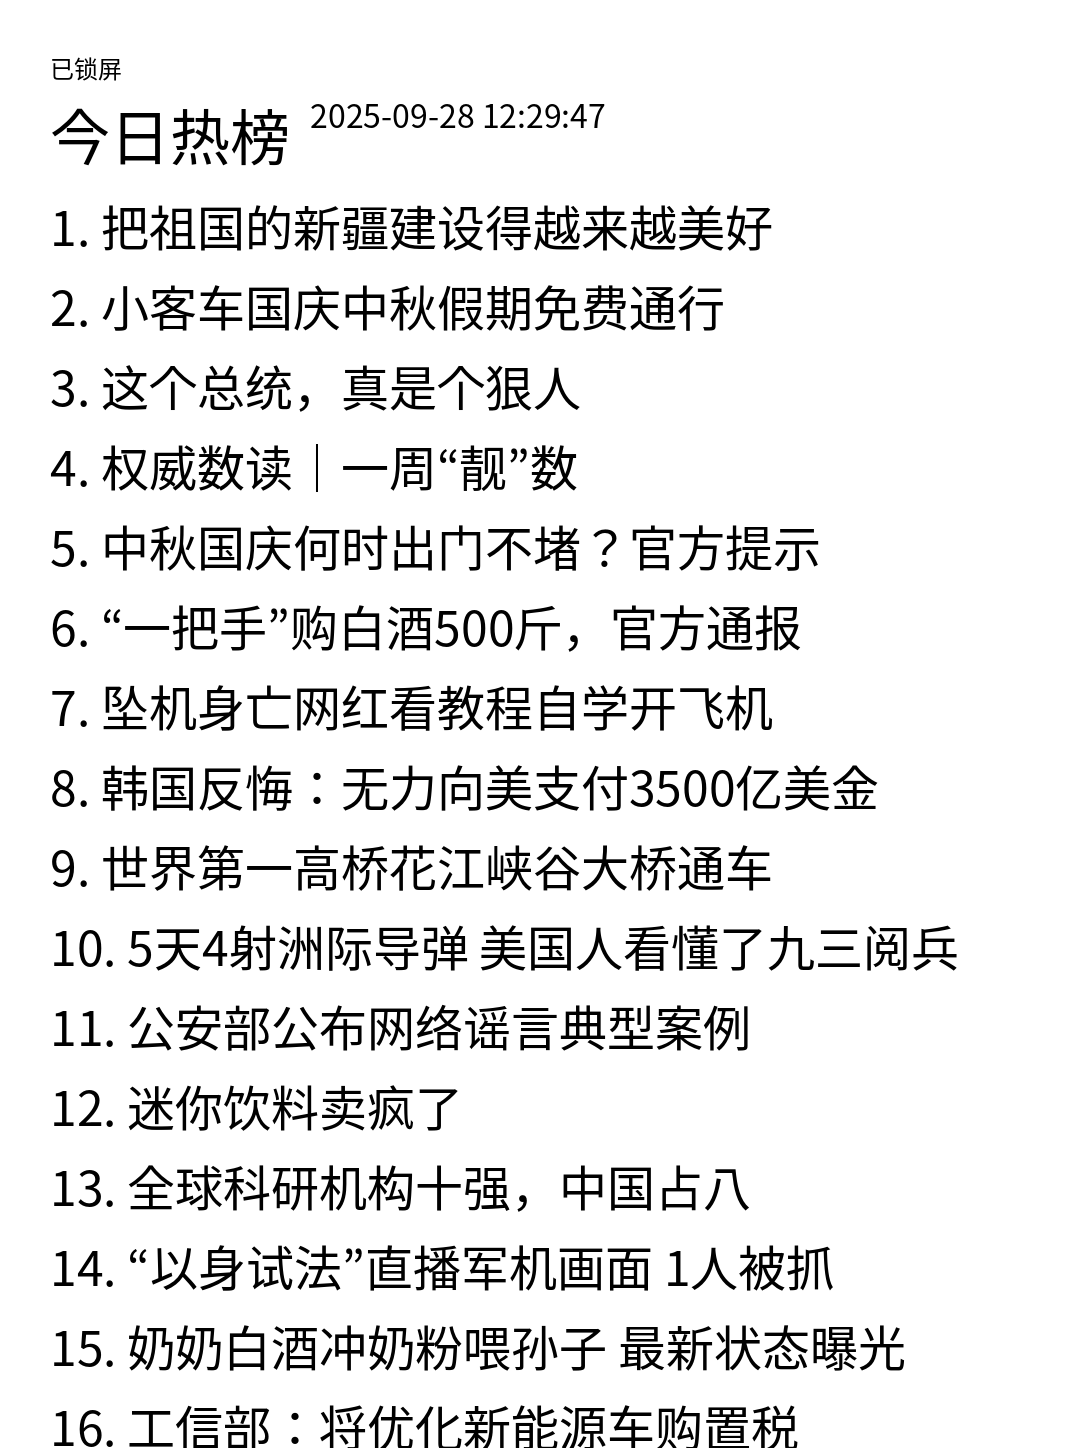 已锁屏
今日热榜 2025-09-28 12:29:47
1. 把祖国的新疆建设得越来越美好
2. 小客车国庆中秋假期免费通行
3. 这个总统，真是个狠人
4. 权威数读｜一周“靓”数
5. 中秋国庆何时出门不堵？官方提示
6. “一把手”购白酒500斤，官方通报
7. 坠机身亡网红看教程自学开飞机
8. 韩国反悔：无力向美支付3500亿美金
9. 世界第一高桥花江峡谷大桥通车
10. 5天4射洲际导弹 美国人看懂了九三阅兵
11. 公安部公布网络谣言典型案例
12. 迷你饮料卖疯了
13. 全球科研机构十强，中国占八
14. “以身试法”直播军机画面 1人被抓
15. 奶奶白酒冲奶粉喂孙子 最新状态曝光
16. 工信部：将优化新能源车购置税